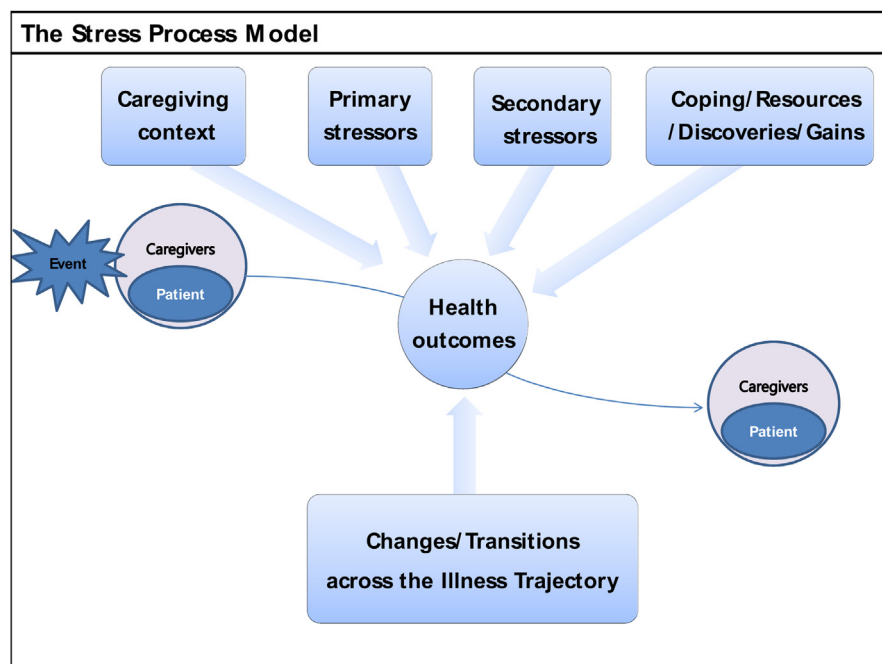 The Stress Process Model
Caregiving
context
Primary
stressors
Secondary
stressors
Coping/ Resources
/ Discoveries/ Gains
Event
Caregivers
Patient
Health
outcomes
Caregivers
Patient
Changes/ Transitions
across the Illness Trajectory